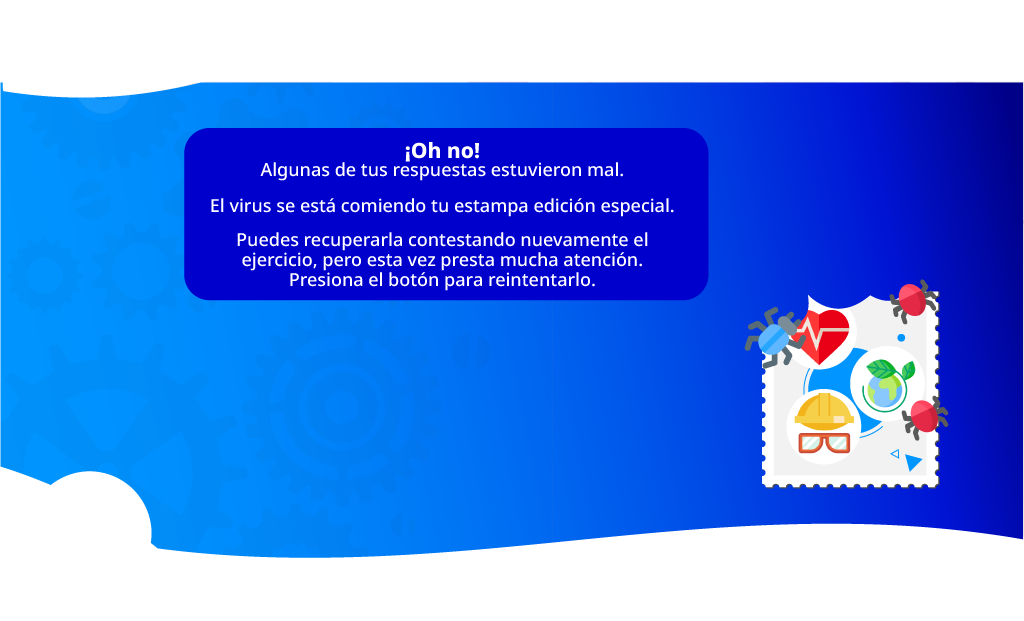 ¡Oh no!
Algunas de tus respuestas estuvieron mal.
El virus se está comiendo tu estampa edición especial.
Puedes recuperarla contestando nuevamente el
ejercicio, pero esta vez presta mucha atención.
Presiona el botón para reintentarlo.